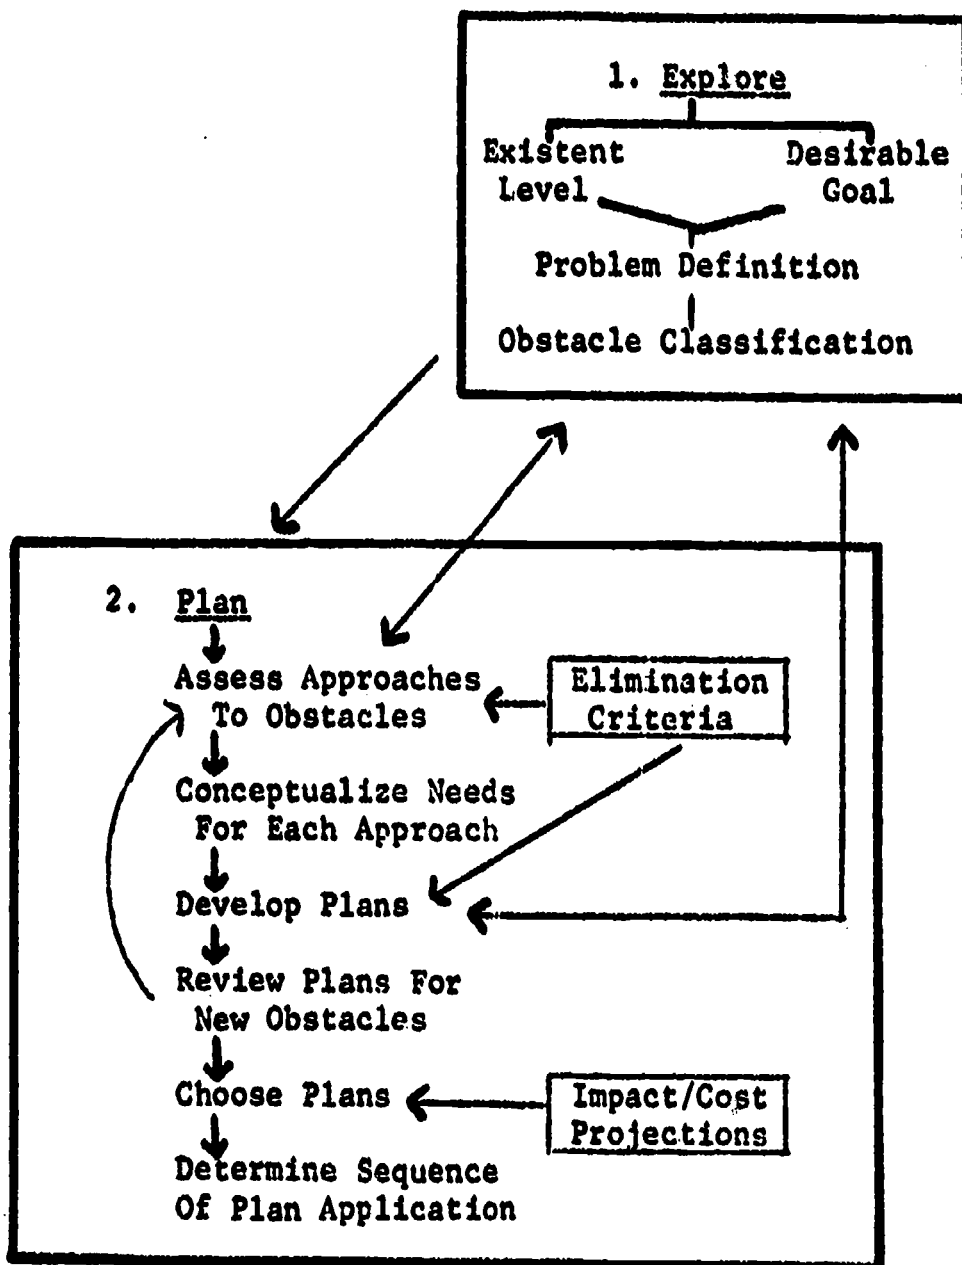 1. Explore
Existent
Level
Desirable
Goal
Problem Definition
Obstacle Classification
2. Plan
Assess Approaches
To Obstacles
Elimination
Criteria
Conceptualize Needs
For Each Approach
Develop Plans
Review Plans For
New Obstacles
Choose Plans
Impact/Cost
Projections
Determine Sequence
Of Plan Application